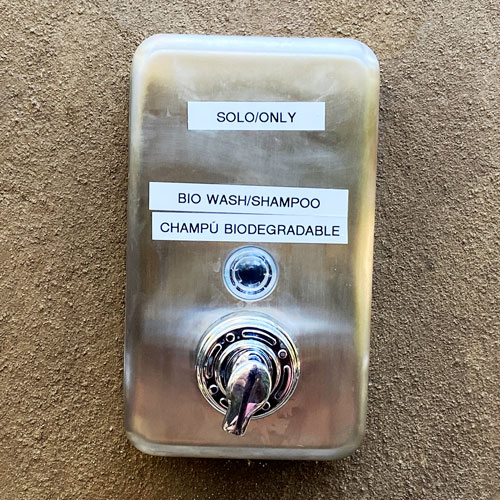 SOLO/ONLY
BIO WASH/SHAMPOO
CHAMPÚ BIODEGRADABLE